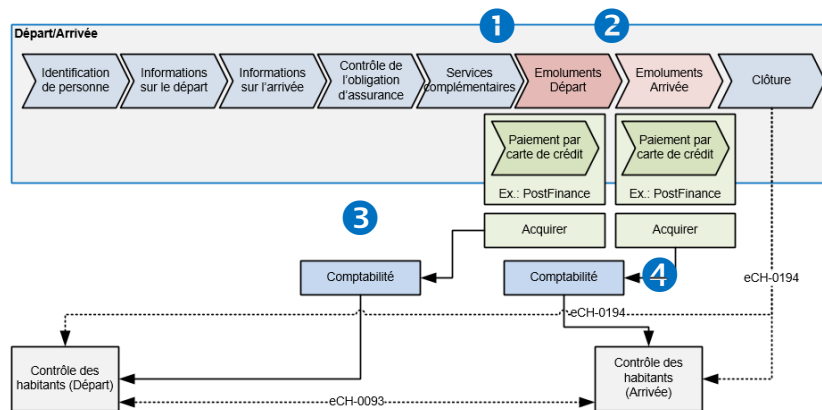 1
2
Départ/Arrivée
Identification
de personne
Informations
sur le départ
Informations
sur l'arrivée
Contrôle de
l'obligation
d'assurance
Services
complémentaires
Emoluments
Départ
Emoluments
Arrivée
Clôture
Paiement par
carte de crédit
Ex.: PostFinance
Paiement par
carte de crédit
Ex.: PostFinance
3
Acquirer
Acquirer
Comptabilité
Comptabilité
4
eCH-0194
eCH-0194
Contrôle des
habitants (Départ)
Contrôle des
habitants
(Arrivée)
eCH-0093